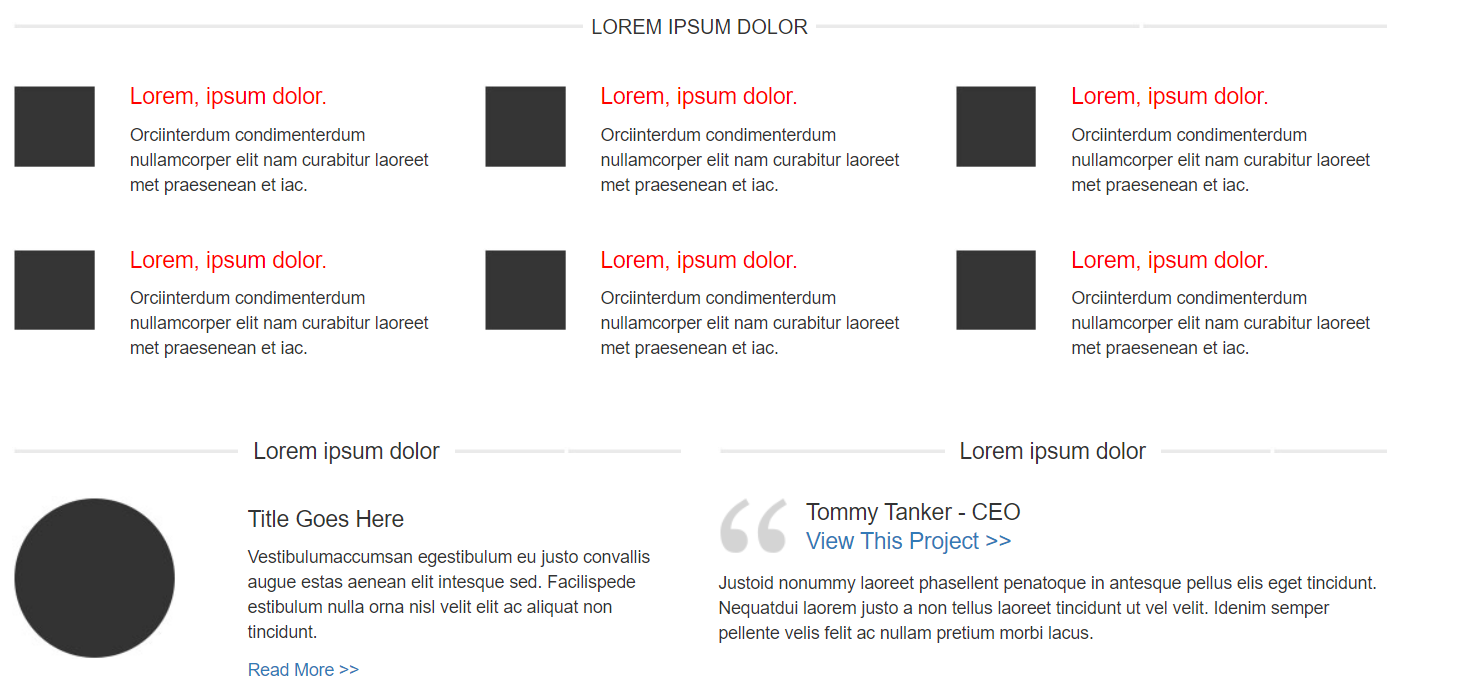 LOREM IPSUM DOLOR
Lorem, ipsum dolor.
Orciinterdum condimenterdum
nullamcorper elit nam curabitur laoreet
met praesenean et iac.
Lorem, ipsum dolor.
Orciinterdum condimenterdum
nullamcorper elit nam curabitur laoreet
met praesenean et iac.
Lorem, ipsum dolor.
Orciinterdum condimenterdum
nullamcorper elit nam curabitur laoreet
met praesenean et iac.
Lorem, ipsum dolor.
Orciinterdum condimenterdum
nullamcorper elit nam curabitur laoreet
met praesenean et iac.
Lorem, ipsum dolor.
Orciinterdum condimenterdum
nullamcorper elit nam curabitur laoreet
met praesenean et iac.
Lorem, ipsum dolor.
Orciinterdum condimenterdum
nullamcorper elit nam curabitur laoreet
met praesenean et iac.
Lorem ipsum dolor
Title Goes Here
Vestibulumaccumsan egestibulum eu justo convallis
augue estas aenean elit intesque sed. Facilispede
estibulum nulla orna nisl velit elit ac aliquat non
tincidunt.
Read More >>
Lorem ipsum dolor
“
Tommy Tanker - CEO
View This Project >>
Justoid nonummy laoreet phasellent penatoque in antesque pellus elis eget tincidunt.
Nequatdui laorem justo a non tellus laoreet tincidunt ut vel velit. Idenim semper
pellente velis felit ac nullam pretium morbi lacus.